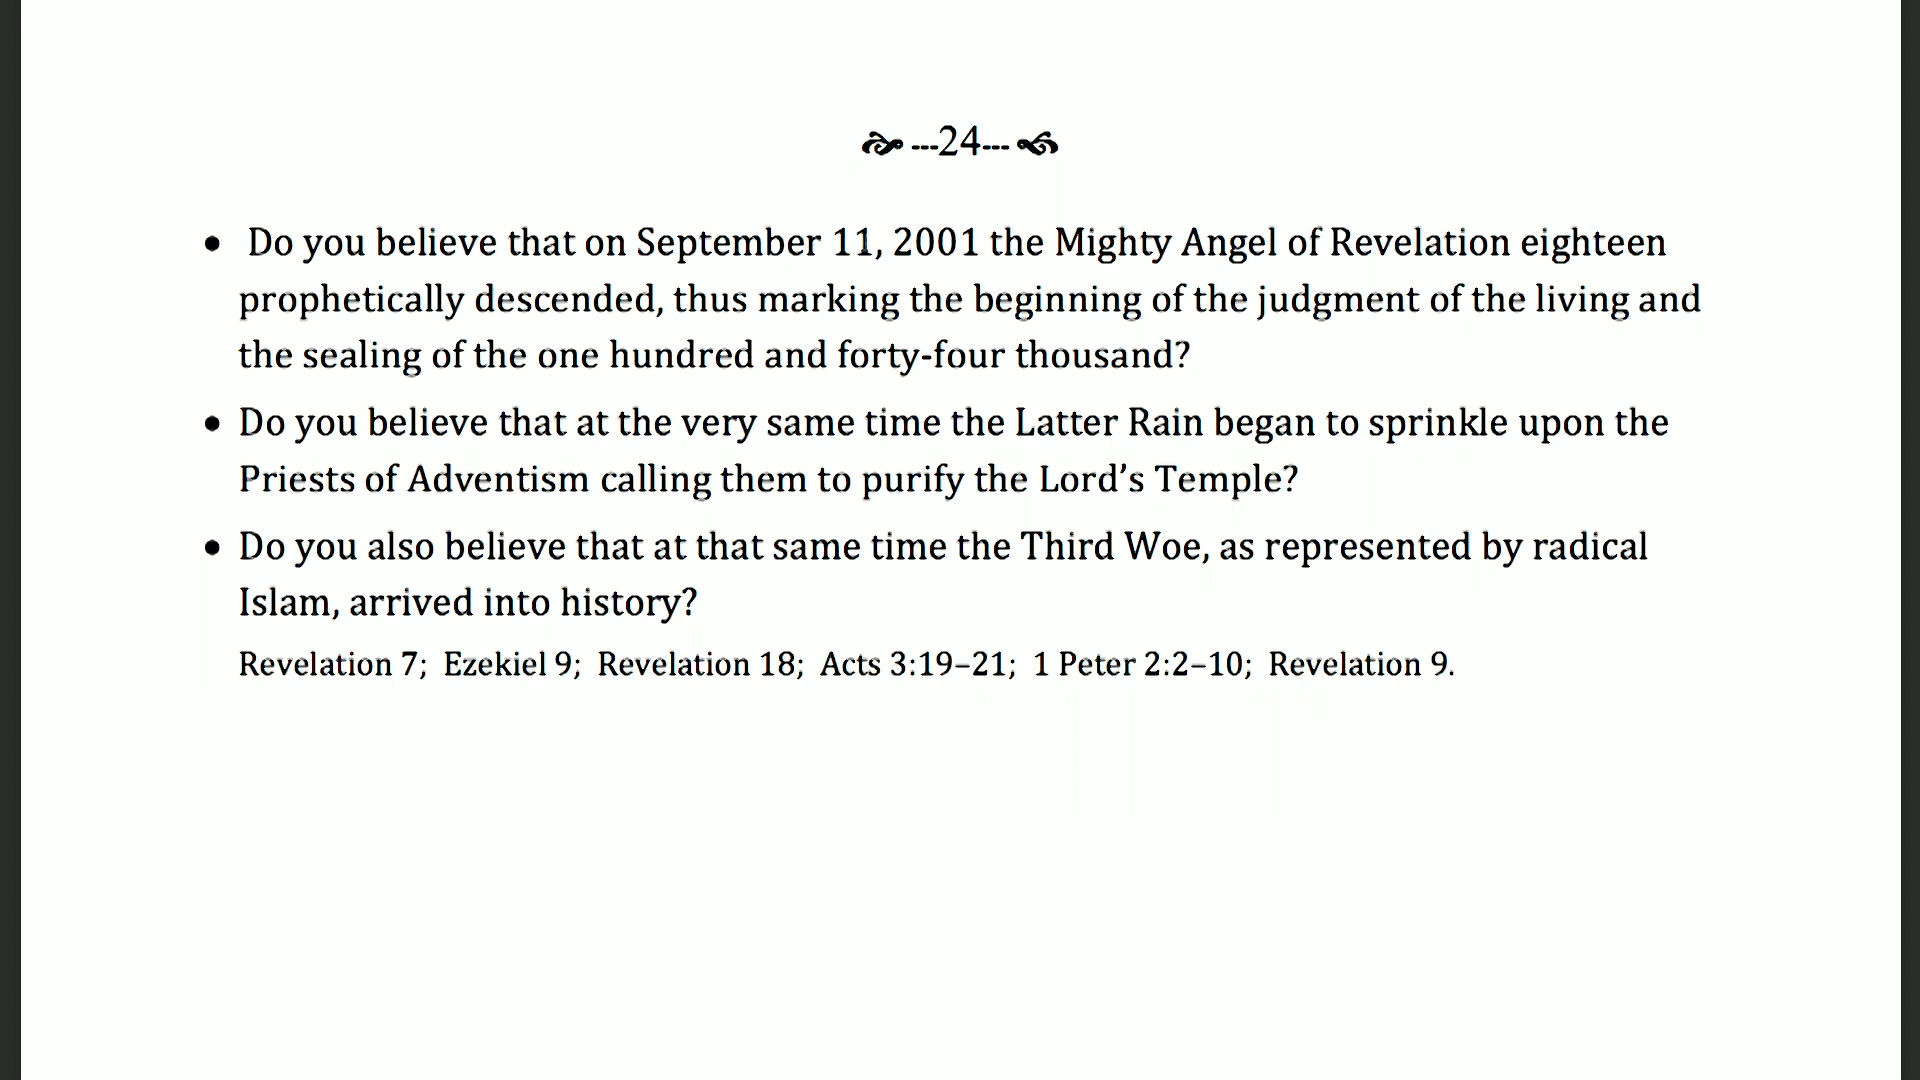 ---24---
• Do you believe that on September 11, 2001 the Mighty Angel of Revelation eighteen
prophetically descended, thus marking the beginning of the judgment of the living and
the sealing of the one hundred and forty-four thousand?
• Do you believe that at the very same time the Latter Rain began to sprinkle upon the
Priests of Adventism calling them to purify the Lord’s Temple?
• Do you also believe that at that same time the Third Woe, as represented by radical
Islam, arrived into history?
Revelation 7; Ezekiel 9; Revelation 18; Acts 3:19–21; 1 Peter 2:2–10; Revelation 9.